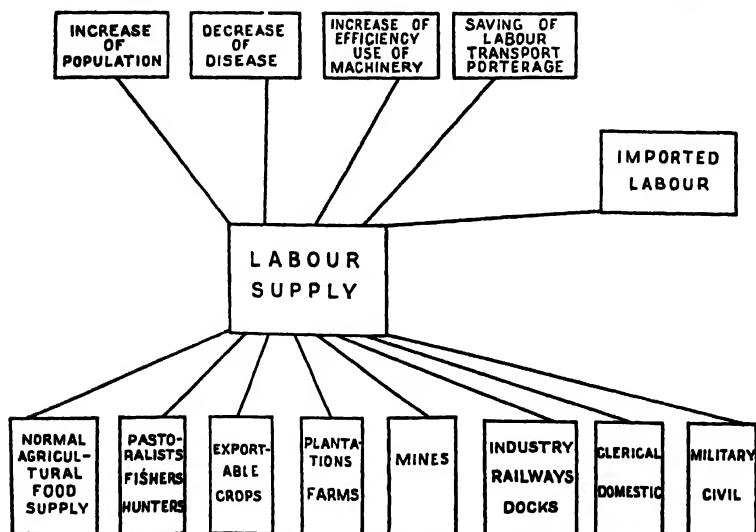 INCREASE
OF
POPULATION
DECREASE
OF
DISEASE
INCREASE OF
EFFICIENCY
USE OF
MACHINERY
SAVING OF
LABOUR
TRANSPORT
PORTERAGE
IMPORTED
LABOUR
LABOUR
SUPPLY
NORMAL
AGRICUL-
TURAL
FOOD
SUPPLY
PASTO-
RALISTS
FISHERS
HUNTERS
EXPORT-
ABLE
CROPS
PLANTA-
TIONS
FARMS
MINES
INDUSTRY
RAILWAYS
DOCKS
CLERICAL
DOMESTIC
MILITARY
CIVIL